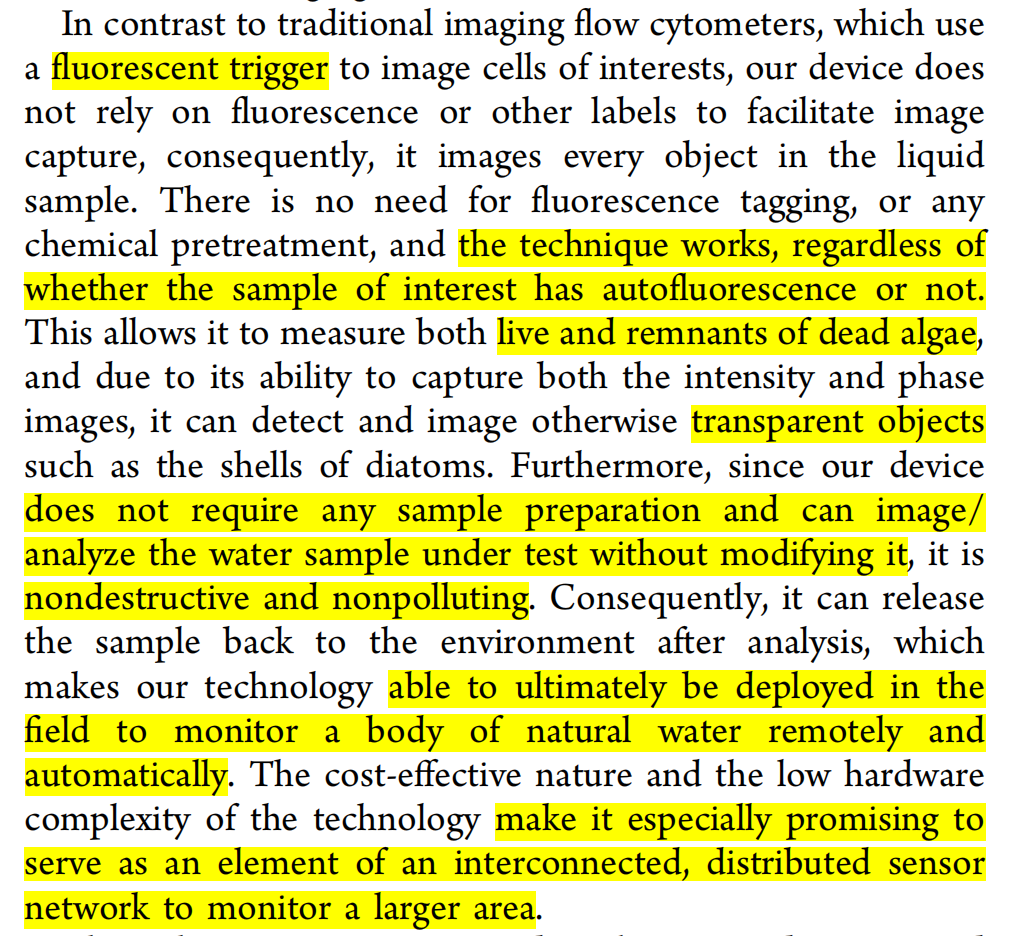 In contrast to traditional imaging flow cytometers, which use
a fluorescent trigger to image cells of interests, our device does
not rely on fluorescence or other labels to facilitate image
capture, consequently, it images every object in the liquid
sample. There is no need for fluorescence tagging, or any
chemical pretreatment, and the technique works, regardless of
whether the sample of interest has autofluorescence or not.
This allows it to measure both live and remnants of dead algae,
and due to its ability to capture both the intensity and phase
images, it can detect and image otherwise transparent objects
such as the shells of diatoms. Furthermore, since our device
does not require any sample preparation and can image/
analyze the water sample under test without modifying it, it is
nondestructive and nonpolluting. Consequently, it can release
the sample back to the environment after analysis, which
makes our technology able to ultimately be deployed in the
field to monitor a body of natural water remotely and
automatically. The cost-effective nature and the low hardware
complexity of the technology make it especially promising to
serve as an element of an interconnected, distributed sensor
network to monitor a larger area.